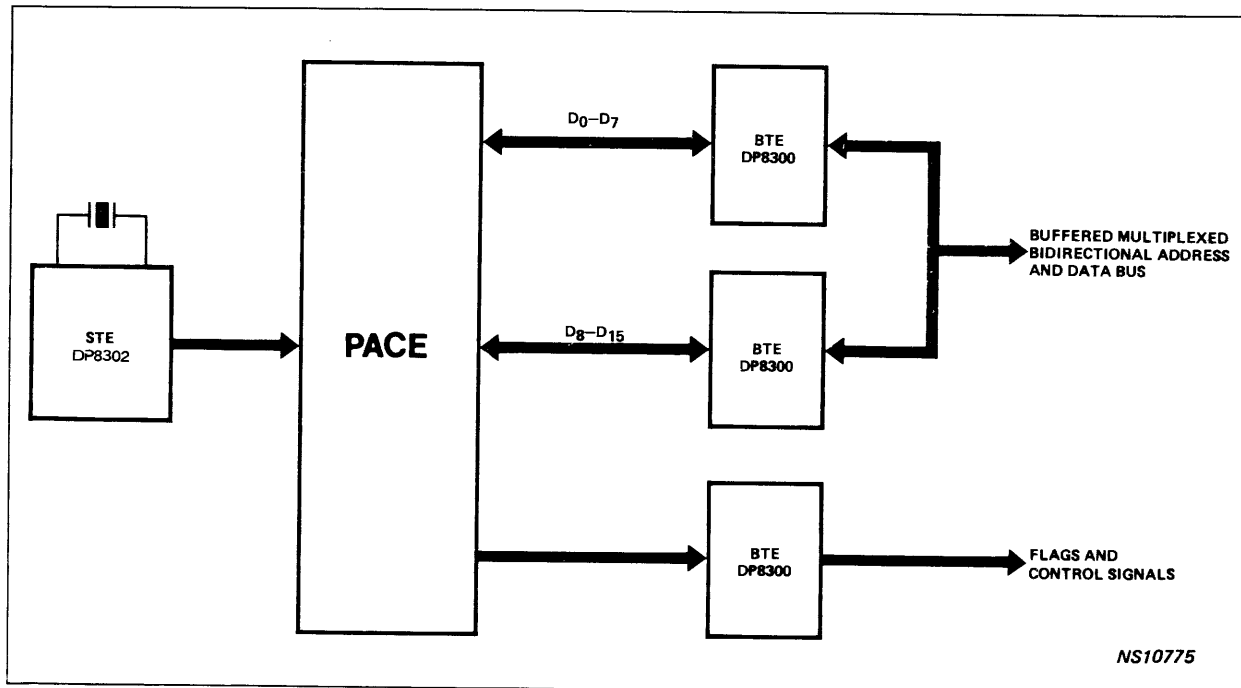 D0–D7
BTE
DP8300
BUFFERED MULTIPLEXED
BIDIRECTIONAL ADDRESS
AND DATA BUS
STE
DP8302
PACE
D8–D15
BTE
DP8300
BTE
DP8300
FLAGS AND
CONTROL SIGNALS
NS10775